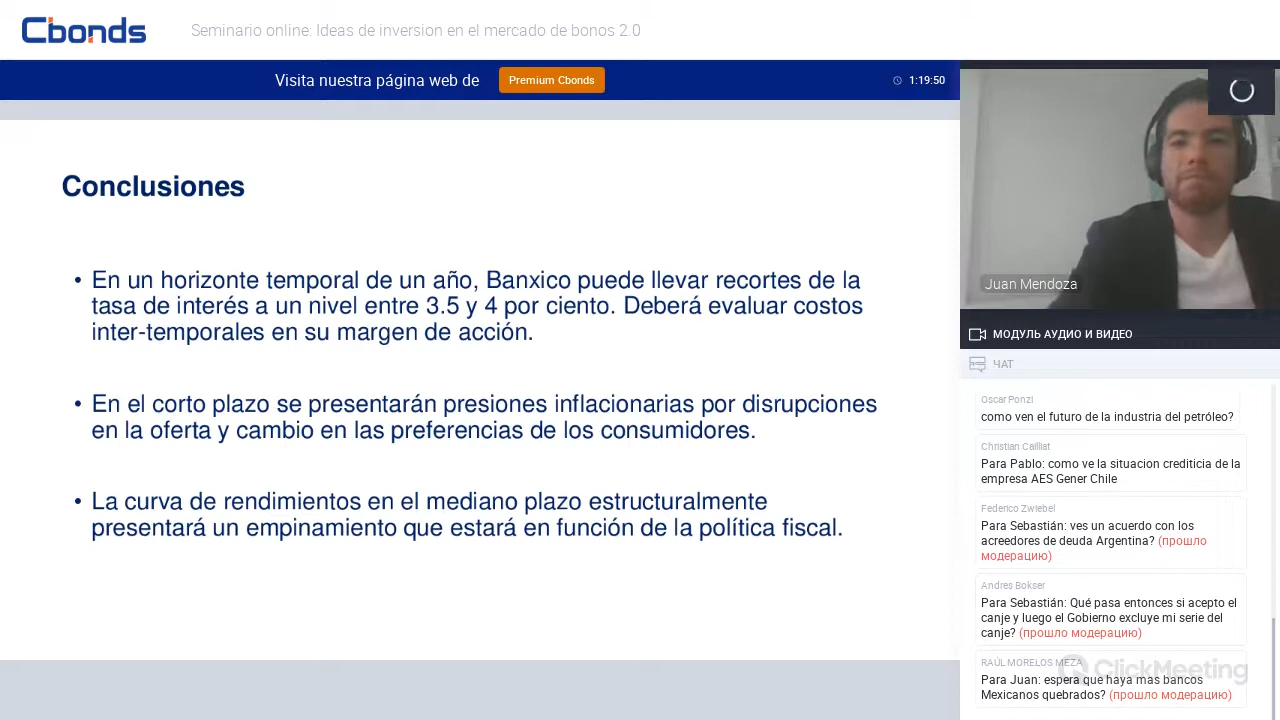 Cbonds
Seminario online: Ideas de inversion en el mercado de bonos 2.0
Visita nuestra página web de
Premium Cbonds
1:19:50
Conclusiones
• En un horizonte temporal de un año, Banxico puede llevar recortes de la
tasa de interés a un nivel entre 3.5 y 4 por ciento. Deberá evaluar costos
inter-temporales en su margen de acción.
• En el corto plazo se presentarán presiones inflacionarias por disrupciones
en la oferta y cambio en las preferencias de los consumidores.
• La curva de rendimientos en el mediano plazo estructuralmente
presentará un empinamiento que estará en función de la política fiscal.
Juan Mendoza
МОДУЛЬ АУДИО И ВИДЕО
ЧАТ
Oscar Ponzi
como ven el futuro de la industria del petróleo?
Christian Cailliat
Para Pablo: como ve la situacion crediticia de la
empresa AES Gener Chile
Federico Zwiebel
Para Sebastián: ves un acuerdo con los
acreedores de deuda Argentina? (прошло
модерацию)
Andres Bokser
Para Sebastián: Qué pasa entonces si acepto el
canje y luego el Gobierno excluye mi serie del
canje? (прошло модерацию)
RAÚL MORELOS MEZA
Para Juan: espera que haya mas bancos
Mexicanos quebrados? (прошло модерацию)
ClickMeeting